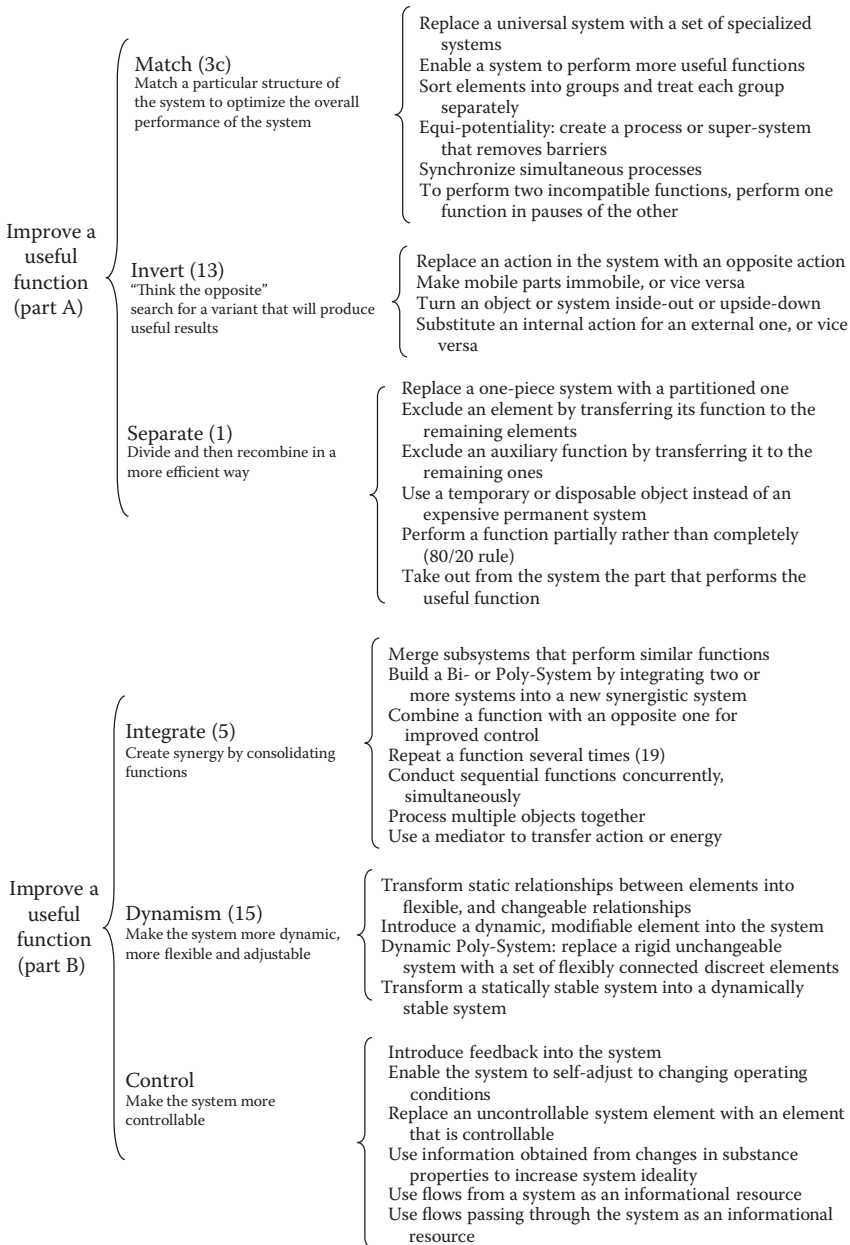 Improve a
useful
function
(part A)
Match (3c)
Match a particular structure of
the system to optimize the overall
performance of the system
Replace a universal system with a set of specialized
systems
Enable a system to perform more useful functions
Sort elements into groups and treat each group
separately
Equi-potentiality: create a process or super-system
that removes barriers
Synchronize simultaneous processes
To perform two incompatible functions, perform one
function in pauses of the other
Invert (13)
“Think the opposite”
search for a variant that will produce
useful results
Replace an action in the system with an opposite action
Make mobile parts immobile, or vice versa
Turn an object or system inside-out or upside-down
Substitute an internal action for an external one, or vice
versa
Separate (1)
Divide and then recombine in a
more efficient way
Replace a one-piece system with a partitioned one
Exclude an element by transferring its function to the
remaining elements
Exclude an auxiliary function by transferring it to the
remaining ones
Use a temporary or disposable object instead of an
expensive permanent system
Perform a function partially rather than completely
(80/20 rule)
Take out from the system the part that performs the
useful function
Improve a
useful
function
(part B)
Integrate (5)
Create synergy by consolidating
functions
Merge subsystems that perform similar functions
Build a Bi- or Poly-System by integrating two or
more systems into a new synergistic system
Combine a function with an opposite one for
improved control
Repeat a function several times (19)
Conduct sequential functions concurrently,
simultaneously
Process multiple objects together
Use a mediator to transfer action or energy
Dynamism (15)
Make the system more dynamic,
more flexible and adjustable
Transform static relationships between elements into
flexible, and changeable relationships
Introduce a dynamic, modifiable element into the system
Dynamic Poly-System: replace a rigid unchangeable
system with a set of flexibly connected discreet elements
Transform a statically stable system into a dynamically
stable system
Control
Make the system more
controllable
Introduce feedback into the system
Enable the system to self-adjust to changing operating
conditions
Replace an uncontrollable system element with an element
that is controllable
Use information obtained from changes in substance
properties to increase system ideality
Use flows from a system as an informational resource
Use flows passing through the system as an informational
resource